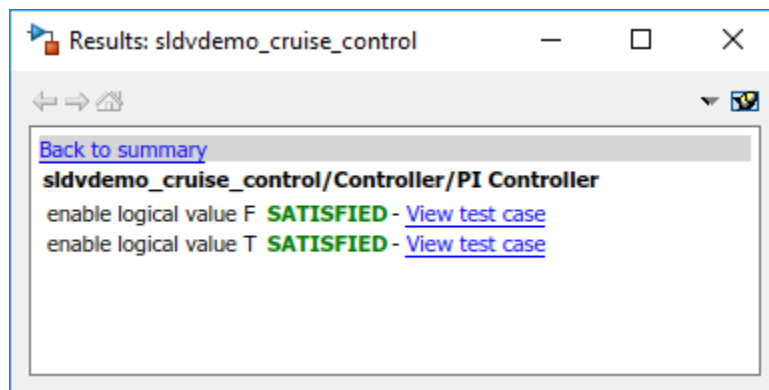 Results: sldvdemo_cruise_control
Back to summary
sldvdemo_cruise_control/Controller/PI Controller
enable logical value F SATISFIED - View test case
enable logical value T SATISFIED - View test case